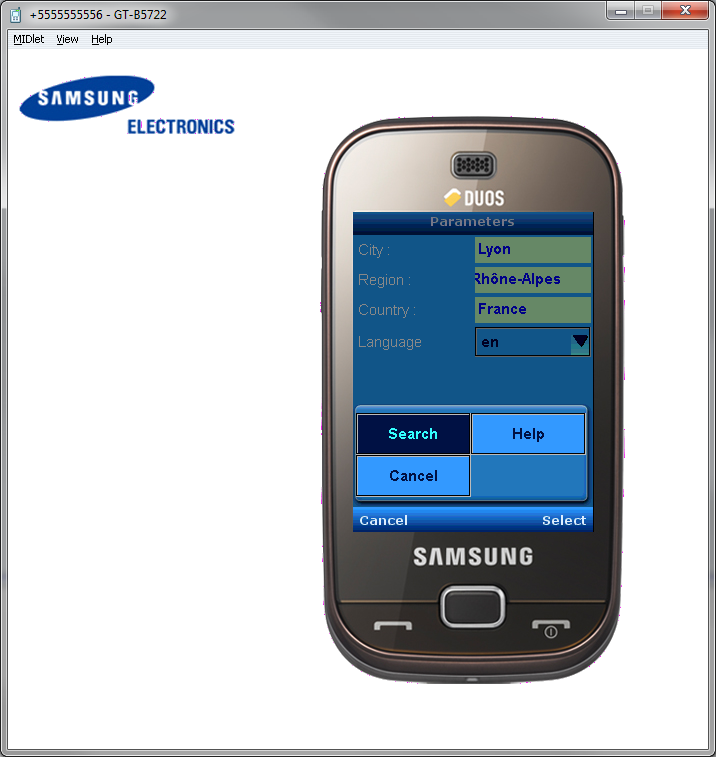 +5555555556 - GT-B5722
MIDlet View Help
SAMSUNG
ELECTRONICS
DUOS
Parameters
City : Lyon
Region : Rhône-Alpes
Country : France
Language en
Search Help
Cancel
Cancel Select
SAMSUNG